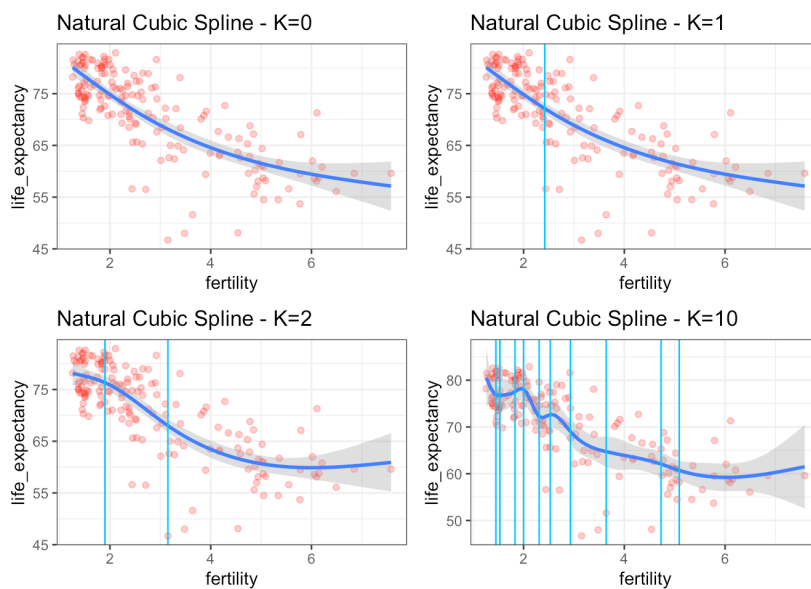 Natural Cubic Spline - K=0
life_expectancy
75
65
55
45
2 4 6
fertility
Natural Cubic Spline - K=1
life_expectancy
75
65
55
45
2 4 6
fertility
Natural Cubic Spline - K=2
life_expectancy
75
65
55
45
2 4 6
fertility
Natural Cubic Spline - K=10
life_expectancy
80
70
60
50
2 4 6
fertility